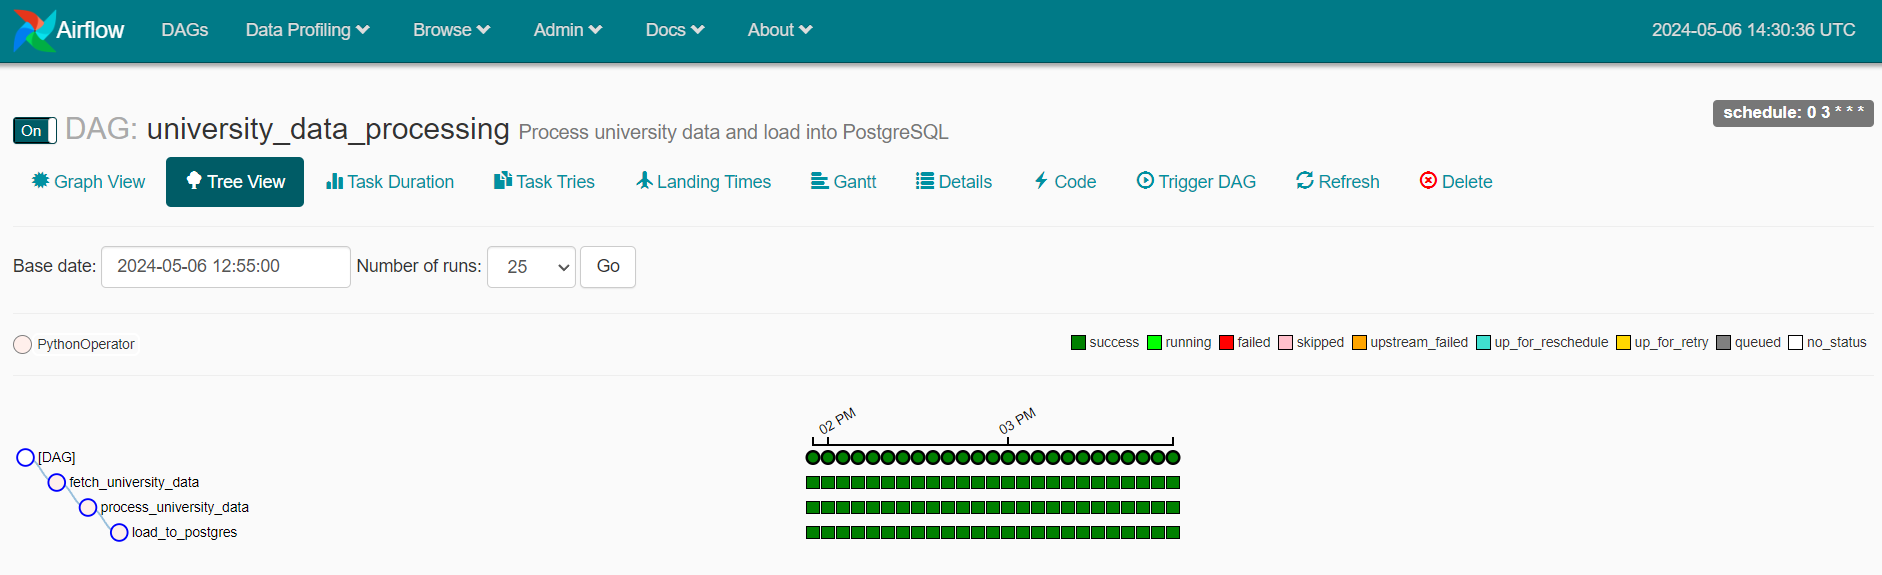 Airflow DAGs Data Profiling Browse Admin Docs About 2024-05-06 14:30:36 UTC
schedule: 0 3 * * *
On DAG: university_data_processing Process university data and load into PostgreSQL
Graph View Tree View Task Duration Task Tries Landing Times Gantt Details Code Trigger DAG Refresh Delete
Base date: 2024-05-06 12:55:00 Number of runs: 25 Go
PythonOperator success running failed skipped upstream_failed up_for_reschedule up_for_retry queued no_status
02 PM 03 PM
[DAG]
fetch_university_data
process_university_data
load_to_postgres